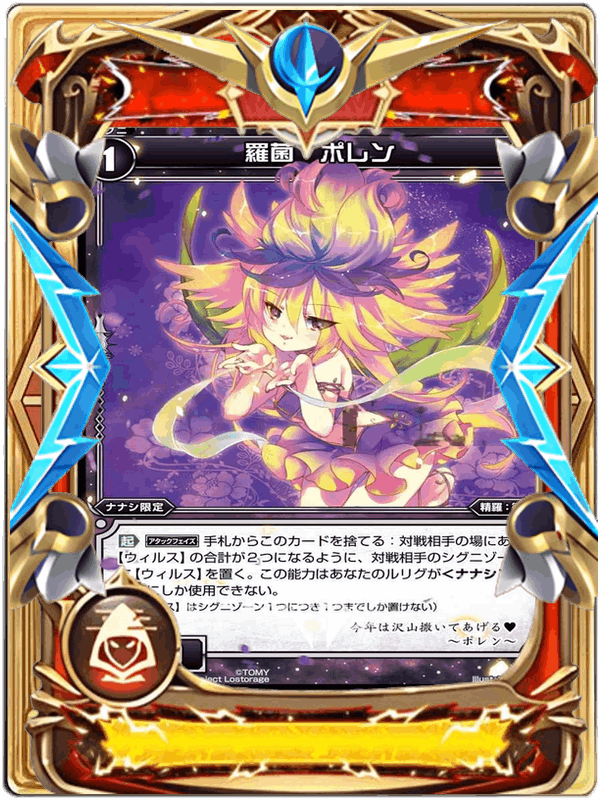 1
羅菌 ポレン
ナナシ限定
精羅:
起 アタックフェイズ 手札からこのカードを捨てる:対戦相手の場にあ
【ウィルス】の合計が2つになるように、対戦相手のシグニゾー
【ウィルス】を置く。この能力はあなたのルリグが<ナナシ
にしか使用できない。
ス】はシグニゾーン1つにつき1つまでしか置けない)
今年は沢山撒いてあげる♥
〜ポレン〜
©TOMY
ject Lostorage
Illust